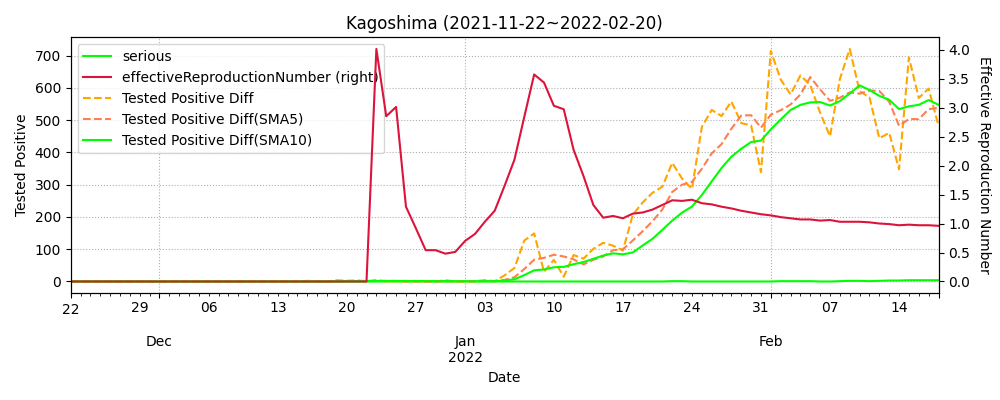 Kagoshima (2021-11-22~2022-02-20)
serious
effectiveReproductionNumber (right)
Tested Positive Diff
Tested Positive Diff(SMA5)
Tested Positive Diff(SMA10)
Tested Positive
700
600
500
400
300
200
100
0
4.0
3.5
3.0
2.5
2.0
1.5
1.0
0.5
0.0
Effective Reproduction Number
22 29 06 13 20 27 03 10 17 24 31 07 14
Dec Jan Feb
2022
Date